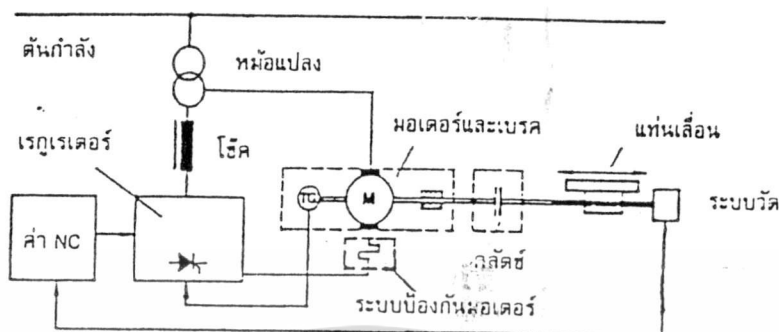 ต้นกำลัง
หม้อแปลง
มอเตอร์และเบรค
แท่นเลื่อน
เรกูเรเตอร์
โช๊ค
TG
M
ระบบวัด
ค่า NC
คลัตช์
ระบบป้องกันมอเตอร์